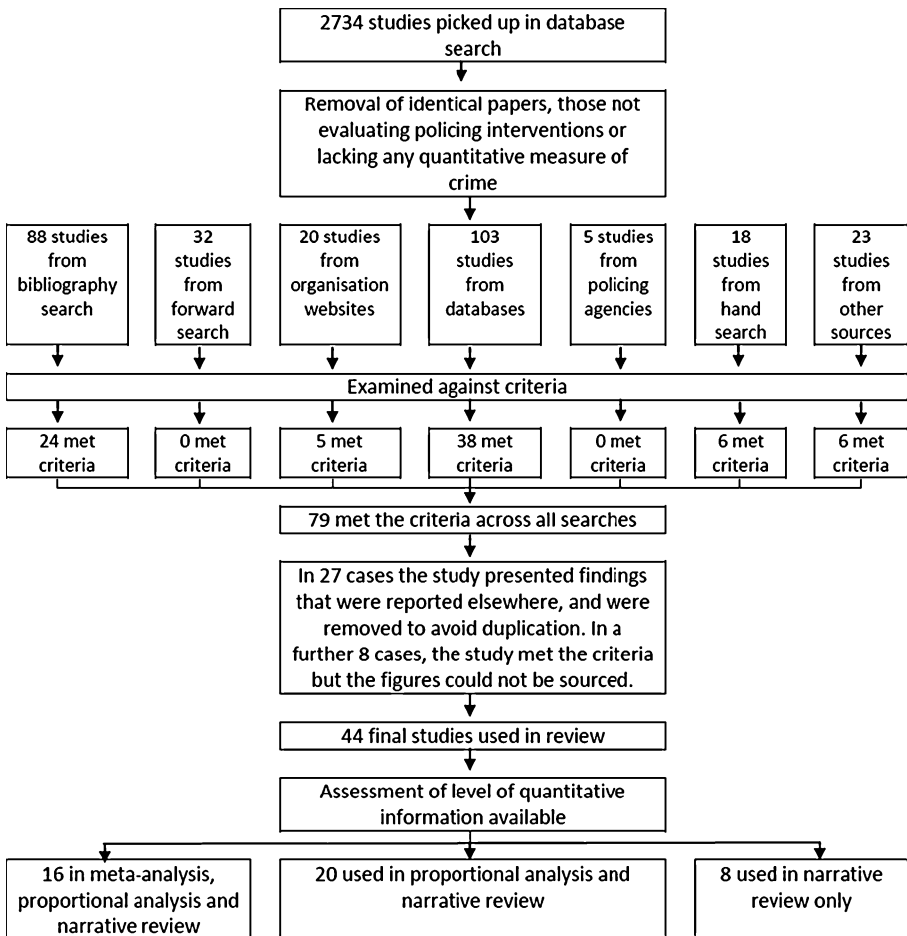 2734 studies picked up in database
search
Removal of identical papers, those not
evaluating policing interventions or
lacking any quantitative measure of
crime
88 studies
from
bibliography
search
32
studies
from
forward
search
20 studies
from
organisation
websites
103
studies
from
databases
5 studies
from
policing
agencies
18
studies
from hand
search
23
studies
from
other
sources
Examined against criteria
24 met
criteria
0 met
criteria
5 met
criteria
38 met
criteria
0 met
criteria
6 met
criteria
6 met
criteria
79 met the criteria across all searches
In 27 cases the study presented findings
that were reported elsewhere, and were
removed to avoid duplication. In a
further 8 cases, the study met the criteria
but the figures could not be sourced.
44 final studies used in review
Assessment of level of quantitative
information available
16 in meta-analysis,
proportional analysis and
narrative review
20 used in proportional analysis and
narrative review
8 used in narrative
review only